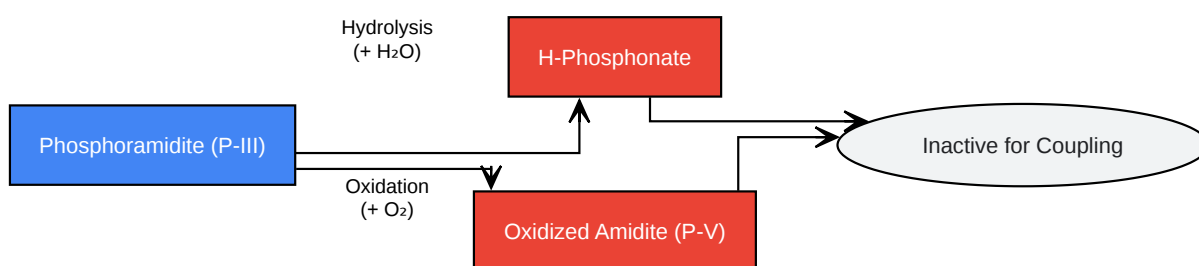 Hydrolysis
(+ H₂O)
H-Phosphonate
Phosphoramidite (P-III)
Inactive for Coupling
Oxidation
(+ O₂)
Oxidized Amidite (P-V)